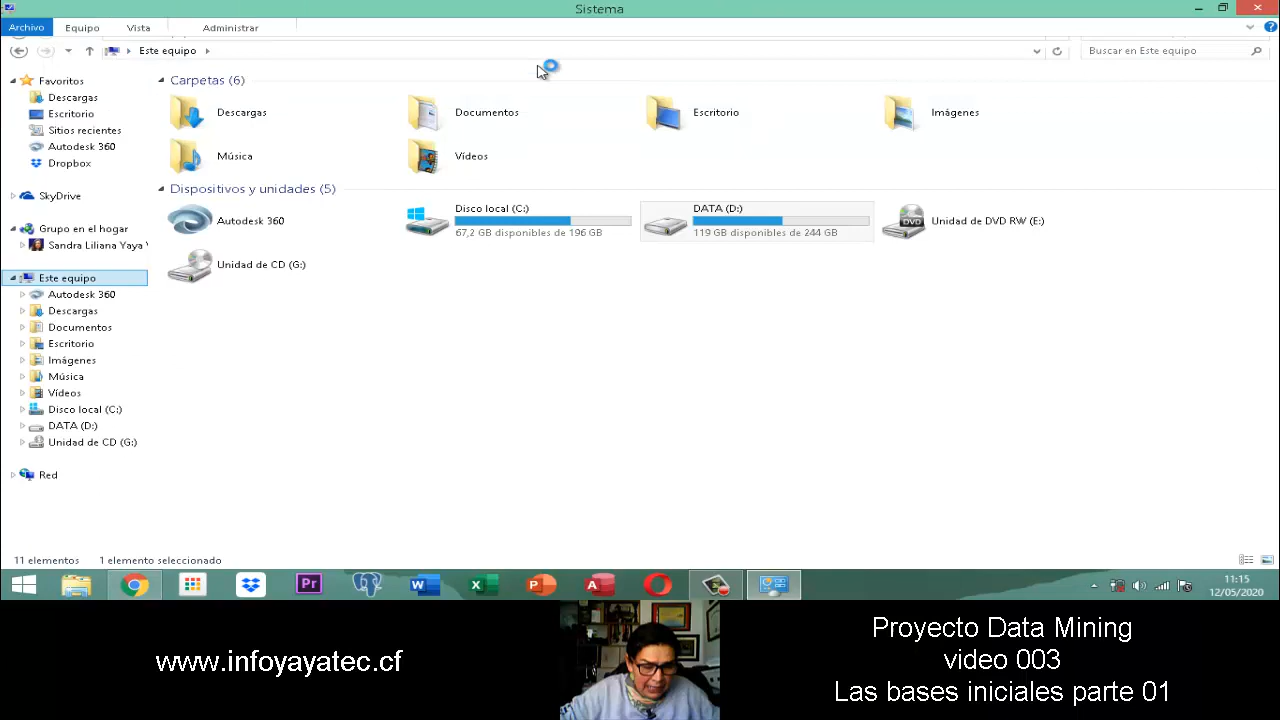 Sistema
Archivo Equipo Vista Administrar
Este equipo
Buscar en Este equipo
Favoritos
Descargas
Escritorio
Sitios recientes
Autodesk 360
Dropbox
SkyDrive
Grupo en el hogar
Sandra Liliana Yaya
Este equipo
Autodesk 360
Descargas
Documentos
Escritorio
Imágenes
Música
Vídeos
Disco local (C:)
DATA (D:)
Unidad de CD (G:)
Red
Carpetas (6)
Descargas
Documentos
Escritorio
Imágenes
Música
Vídeos
Dispositivos y unidades (5)
Autodesk 360
Disco local (C:)
67,2 GB disponibles de 196 GB
DATA (D:)
119 GB disponibles de 244 GB
DVD
Unidad de DVD RW (E:)
Unidad de CD (G:)
11 elementos 1 elemento seleccionado
Pr
11:15
12/05/2020
www.infoyayatec.cf
Proyecto Data Mining
video 003
Las bases iniciales parte 01